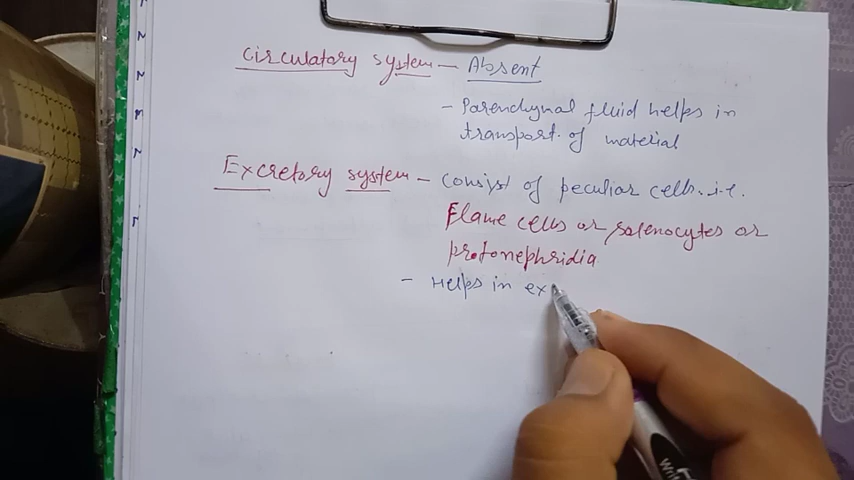 Circulatory system — Absent
- Parenchymal fluid helps in
transport of material
Excretory system — Consist of peculiar cells. i.e.
Flame cells or solenocytes or
protonephridia
- Helps in ex